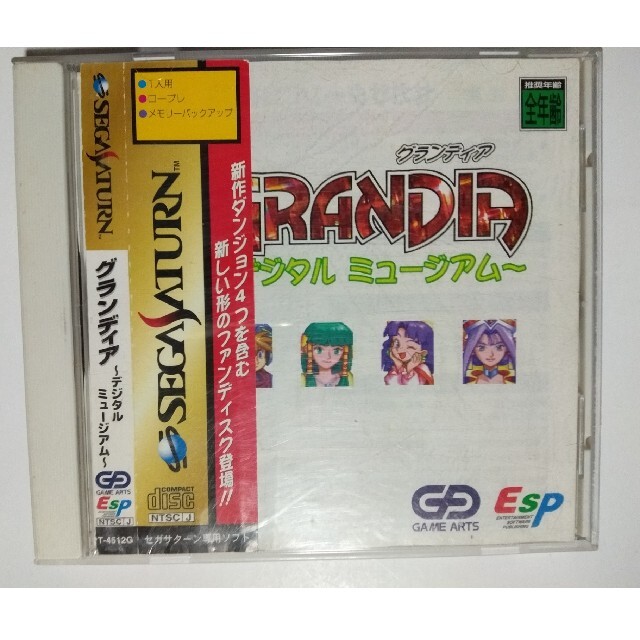 SEGA SATURN
グランディア
〜デジタル
ミュージアム〜
GAME ARTS
Esp
NTSC J
T-4512G
1人用
コープレ
メモリーバックアップ
SEGA SATURN™
COMPACT
disc
NTSC J
セガサターン専用ソフト
新作ダンジョン4つを含む
新しい形のファンディスク登場!!
推奨年齢
全年齢
グランディア
GRANDIA
デジタル ミュージアム〜
GAME ARTS
Esp
ENTERTAINMENT
SOFTWARE
PUBLISHING